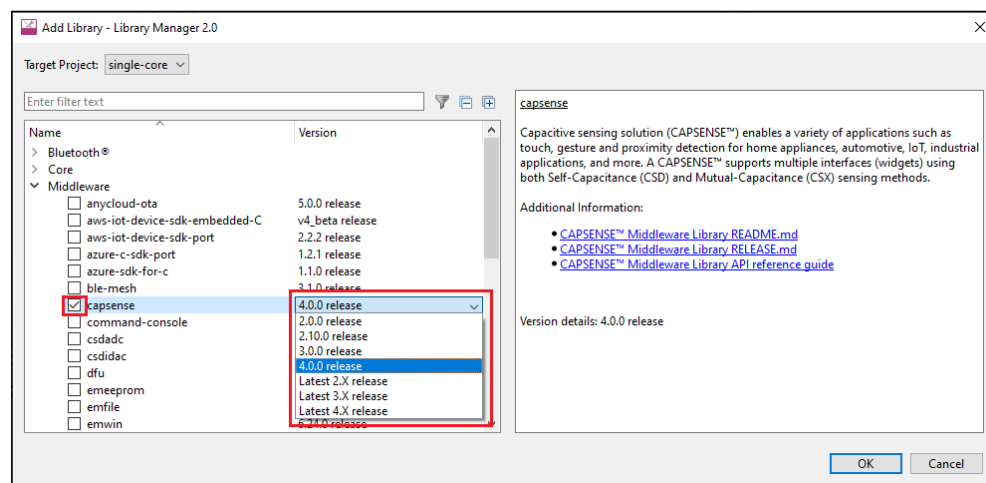 Add Library - Library Manager 2.0
Target Project: single-core
Enter filter text
Name Version
Bluetooth®
Core
Middleware
anycloud-ota 5.0.0 release
aws-iot-device-sdk-embedded-C v4_beta release
aws-iot-device-sdk-port 2.2.2 release
azure-c-sdk-port 1.2.1 release
azure-sdk-for-c 1.1.0 release
ble-mesh 3.1.0 release
capsense 4.0.0 release
command-console 2.0.0 release
csdadc 2.10.0 release
csdidac 3.0.0 release
dfu 4.0.0 release
emeeprom Latest 2.X release
emfile Latest 3.X release
Latest 4.X release
emwin 6.24.0 release
capsense
Capacitive sensing solution (CAPSENSE™) enables a variety of applications such as
touch, gesture and proximity detection for home appliances, automotive, IoT, industrial
applications, and more. A CAPSENSE™ supports multiple interfaces (widgets) using
both Self-Capacitance (CSD) and Mutual-Capacitance (CSX) sensing methods.
Additional Information:
• CAPSENSE™ Middleware Library README.md
• CAPSENSE™ Middleware Library RELEASE.md
• CAPSENSE™ Middleware Library API reference guide
Version details: 4.0.0 release
OK Cancel